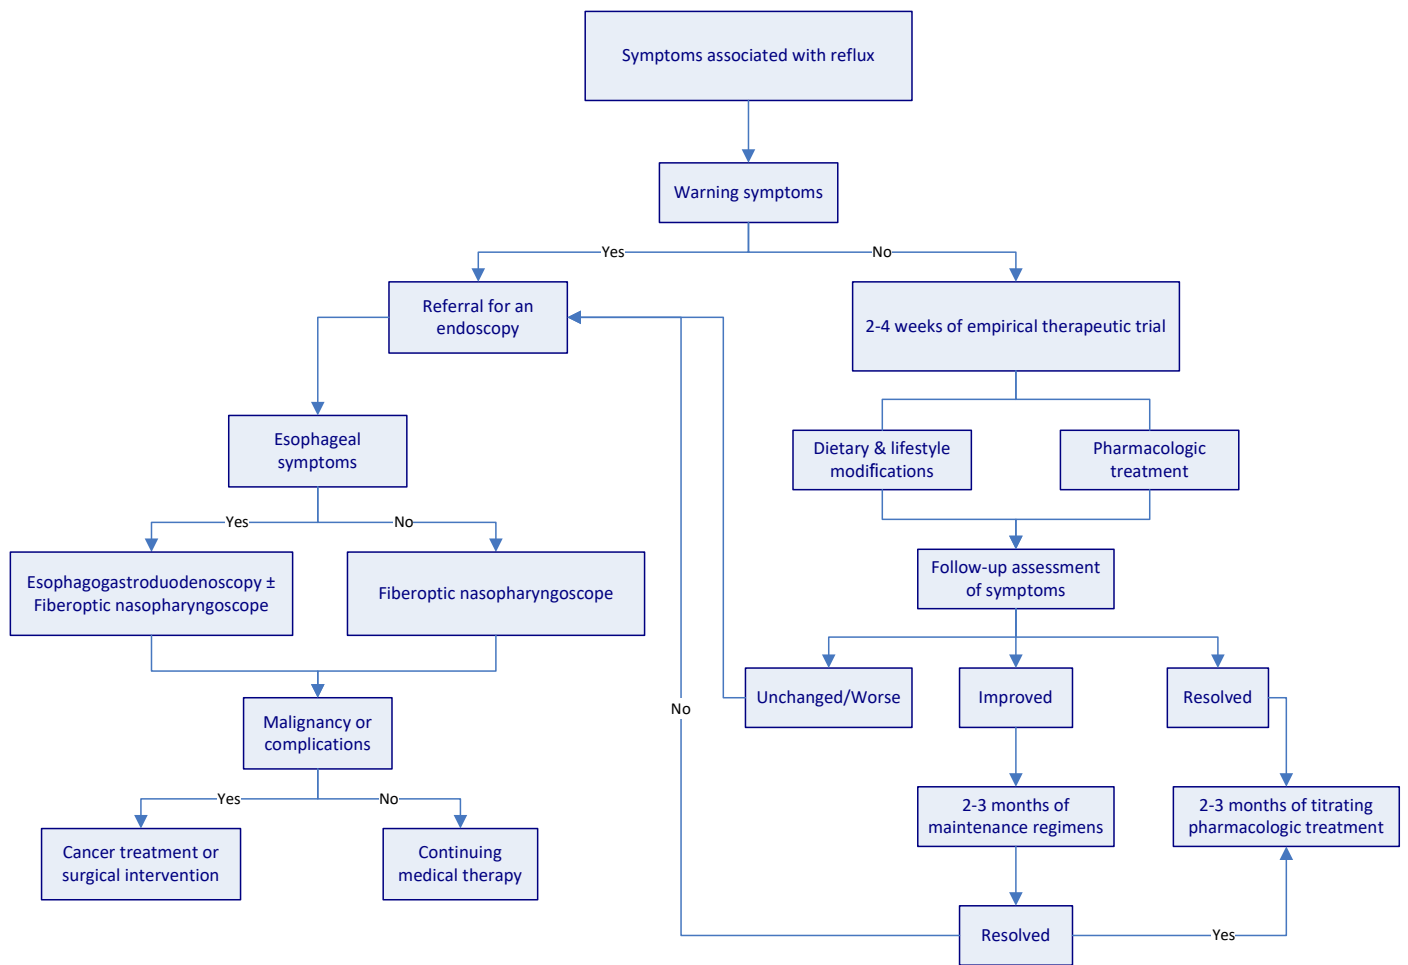 Symptoms associated with reflux
Warning symptoms
Yes
No
Referral for an
endoscopy
2-4 weeks of empirical therapeutic trial
Esophageal
symptoms
Dietary & lifestyle
modifications
Pharmacologic
treatment
Yes
No
Esophagogastroduodenoscopy ±
Fiberoptic nasopharyngoscope
Fiberoptic nasopharyngoscope
Follow-up assessment
of symptoms
Unchanged/Worse
Improved
Resolved
No
Malignancy or
complications
Yes
No
2-3 months of
maintenance regimens
2-3 months of titrating
pharmacologic treatment
Cancer treatment or
surgical intervention
Continuing
medical therapy
Resolved
Yes